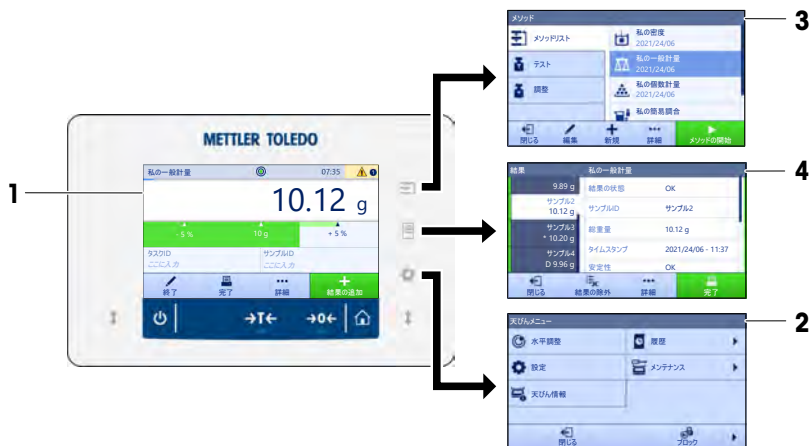 1
METTLER TOLEDO
私の一般計量
07:35
10.12 g
- 5 %
10 g
+ 5 %
タスクID
ここに入力
サンプルID
ここに入力
終了
完了
詳細
結果の追加
→T←
→0←
3
メソッド
メソッドリスト
テスト
調整
私の密度
2021/24/06
私の一般計量
2021/24/06
私の個数計量
2021/24/06
私の簡易調合
閉じる
編集
新規
詳細
メソッドの開始
4
結果
私の一般計量
9.89 g
サンプル2
10.12 g
サンプル3
* 10.20 g
サンプル4
D 9.96 g
結果の状態
OK
サンプルID
サンプル2
総重量
10.12 g
タイムスタンプ
2021/24/06 - 11:37
安定性
OK
閉じる
結果の除外
詳細
完了
2
天びんメニュー
水平調整
履歴
設定
メンテナンス
天びん情報
閉じる
ブロック